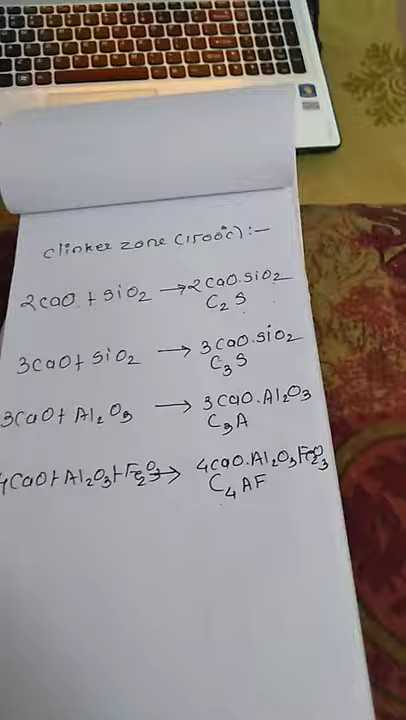 clinker zone (1500°c) :-
2CaO + SiO2 → 2CaO.SiO2
C2S
3CaO + SiO2 → 3CaO.SiO2
C3S
3CaO + Al2O3 → 3CaO.Al2O3
C3A
4CaO + Al2O3 + Fe2O3 → 4CaO.Al2O3 Fe2O3
C4AF